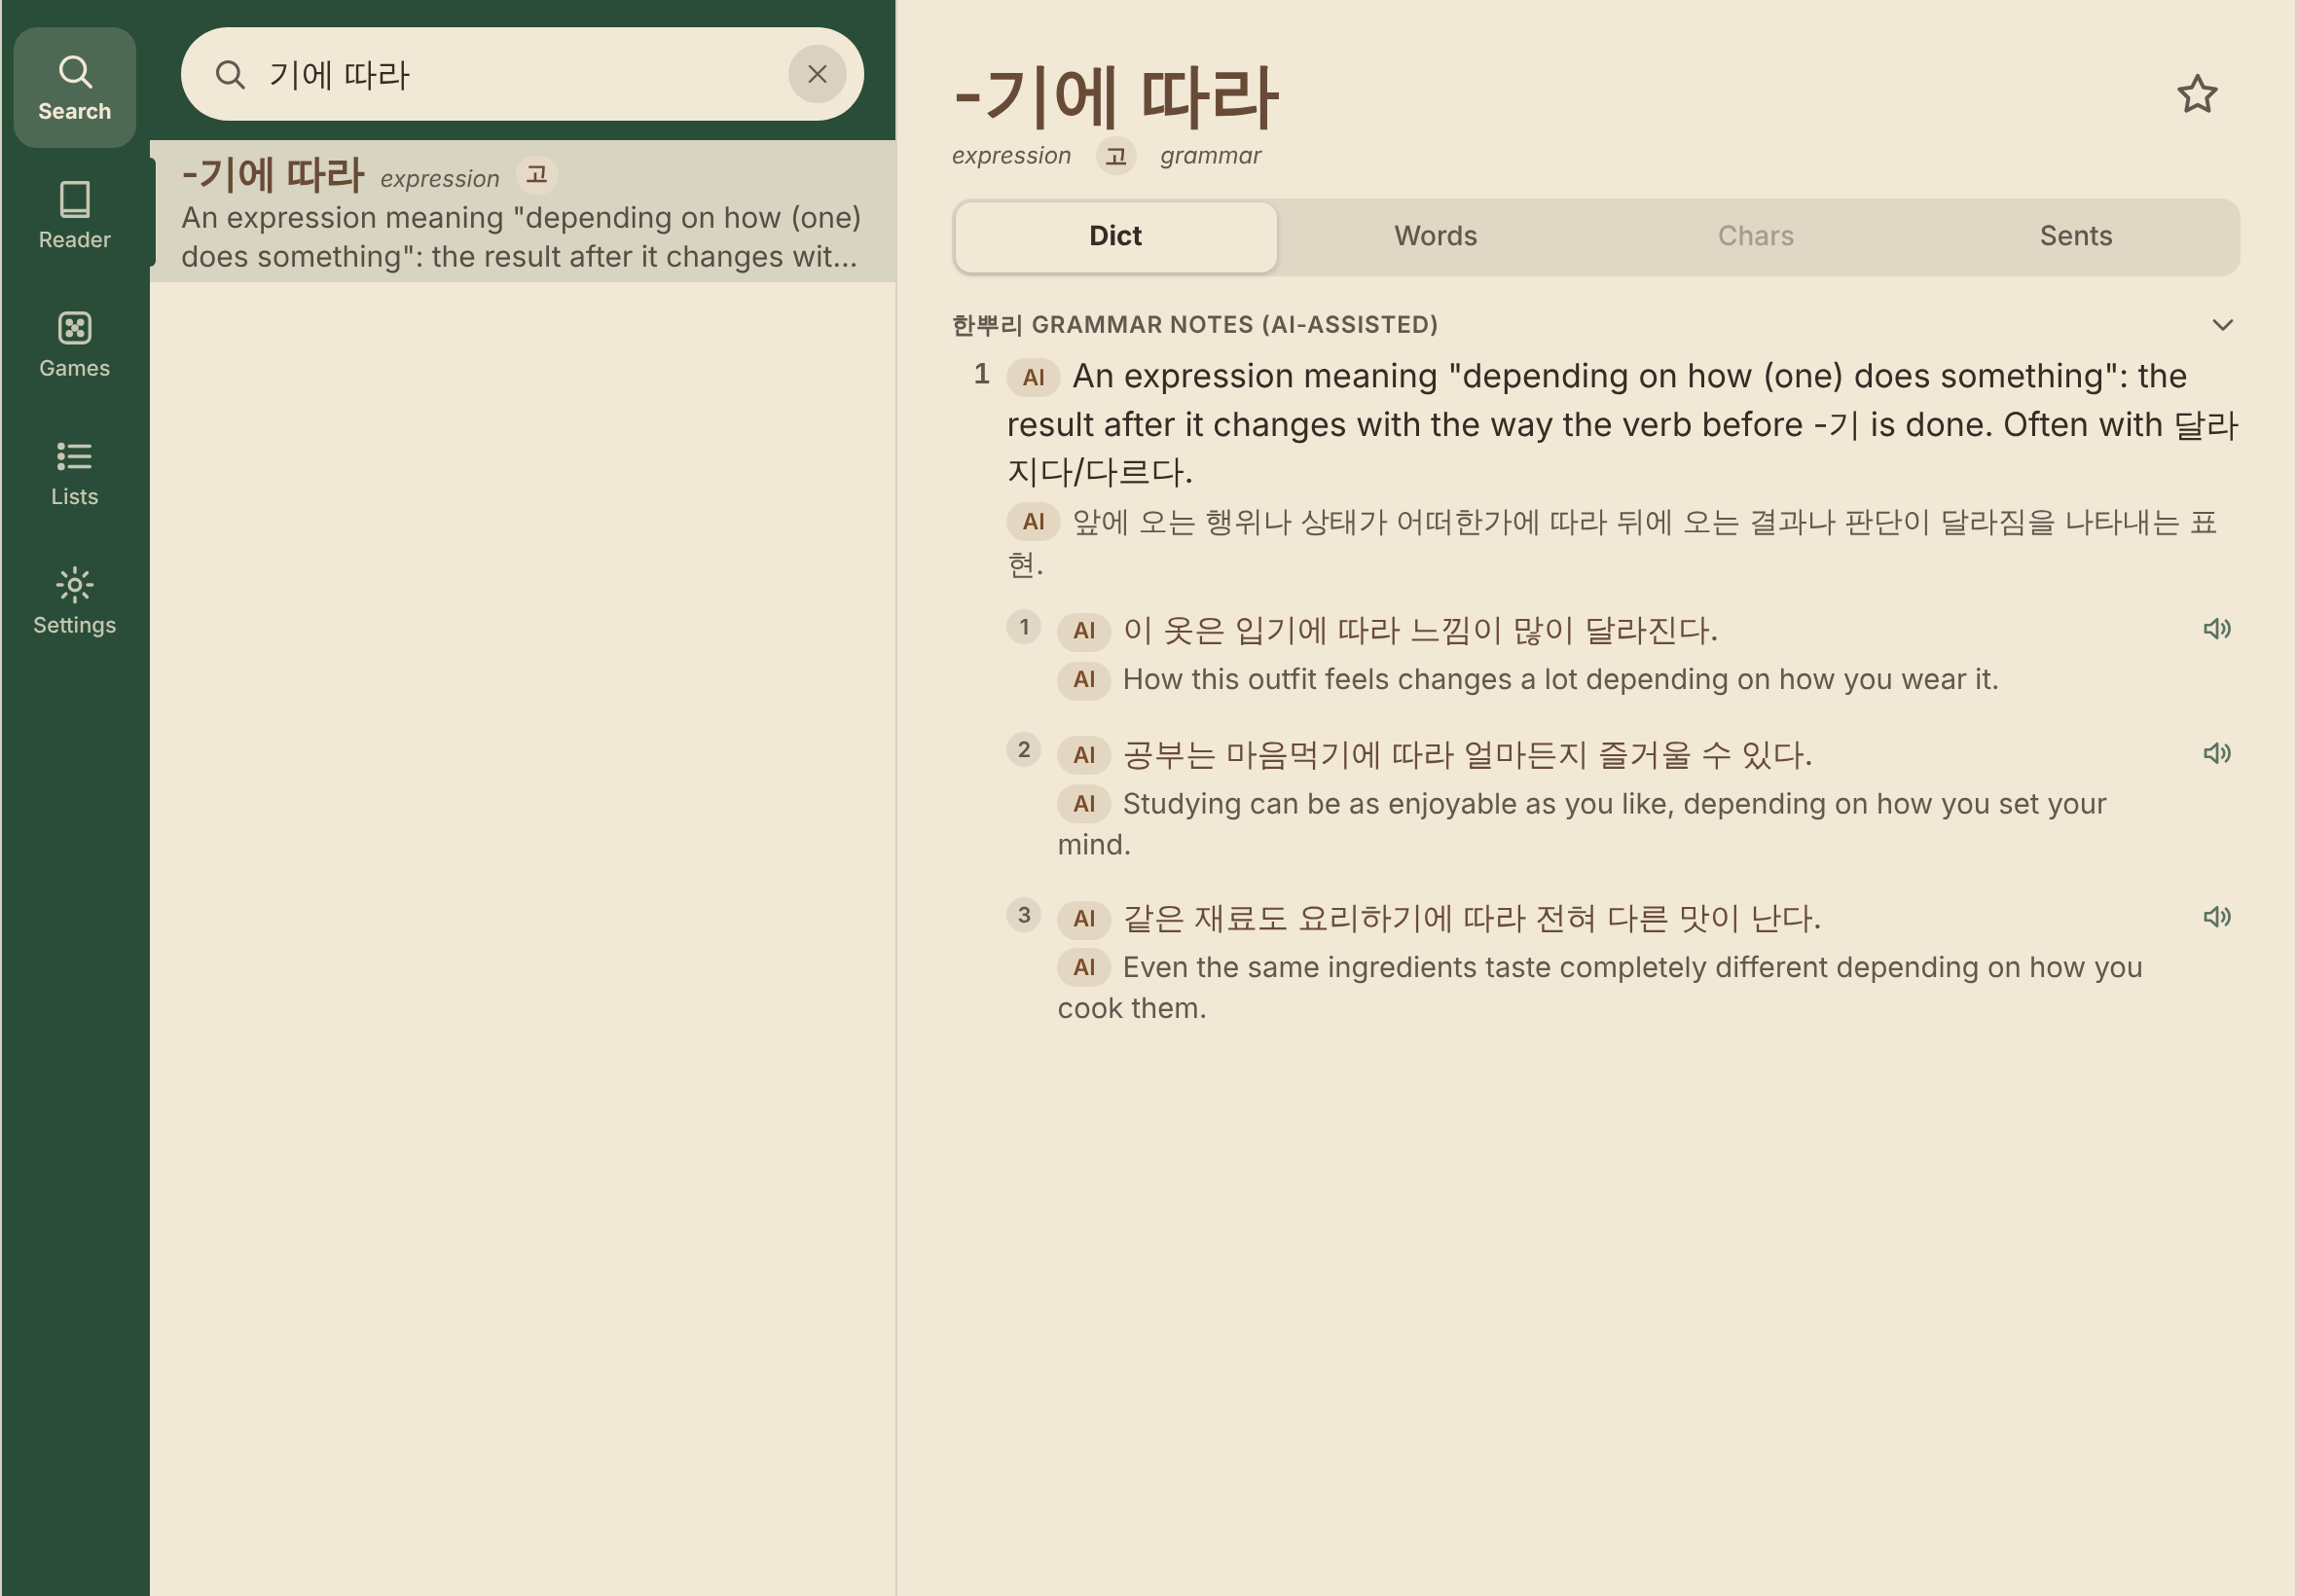 Search
Reader
Games
Lists
Settings
기에 따라
-기에 따라 expression 고
An expression meaning "depending on how (one)
does something": the result after it changes wit...
-기에 따라
expression 고 grammar
Dict Words Chars Sents
한뿌리 GRAMMAR NOTES (AI-ASSISTED)
1 AI An expression meaning "depending on how (one) does something": the
result after it changes with the way the verb before -기 is done. Often with 달라
지다/다르다.
AI 앞에 오는 행위나 상태가 어떠한가에 따라 뒤에 오는 결과나 판단이 달라짐을 나타내는 표
현.
1 AI 이 옷은 입기에 따라 느낌이 많이 달라진다.
AI How this outfit feels changes a lot depending on how you wear it.
2 AI 공부는 마음먹기에 따라 얼마든지 즐거울 수 있다.
AI Studying can be as enjoyable as you like, depending on how you set your
mind.
3 AI 같은 재료도 요리하기에 따라 전혀 다른 맛이 난다.
AI Even the same ingredients taste completely different depending on how you
cook them.